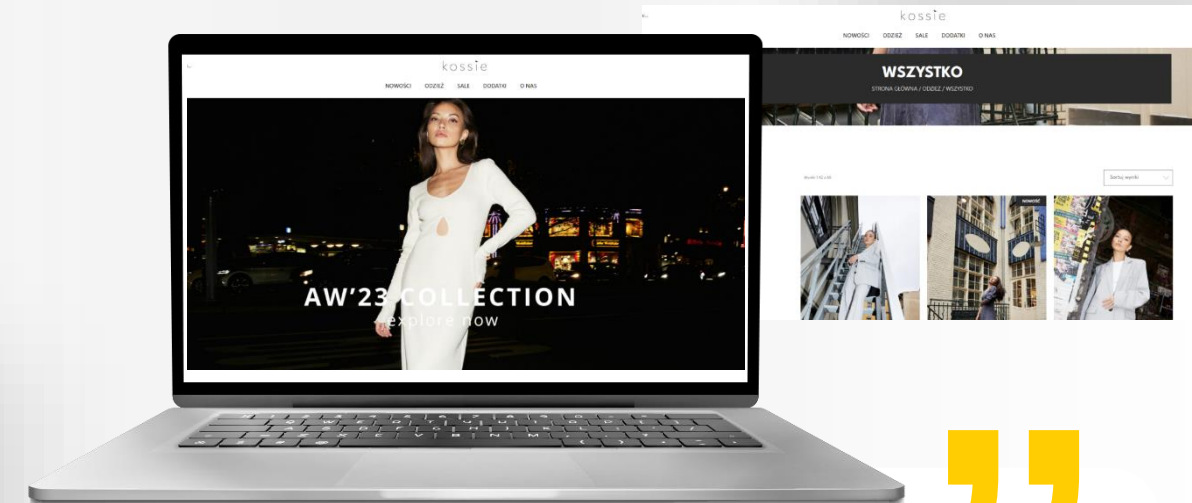 kossie
NOWOŚCI ODZIEŻ SALE DODATKI O NAS
AW'23 COLLECTION
explore now
kossie
NOWOŚCI ODZIEŻ SALE DODATKI O NAS
WSZYSTKO
STRONA GŁÓWNA / ODZIEŻ / WSZYSTKO
Sortuj wyniki
NOWOŚĆ